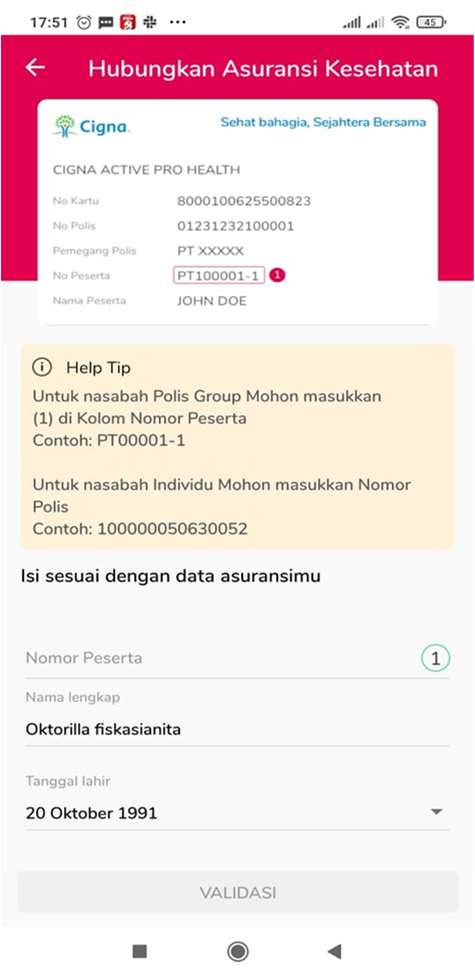 17:51
45
Hubungkan Asuransi Kesehatan
Cigna.
Sehat bahagia, Sejahtera Bersama
CIGNA ACTIVE PRO HEALTH
No Kartu 8000100625500823
No Polis 01231232100001
Pemegang Polis PT XXXXX
No Peserta PT100001-1 1
Nama Peserta JOHN DOE
Help Tip
Untuk nasabah Polis Group Mohon masukkan
(1) di Kolom Nomor Peserta
Contoh: PT00001-1
Untuk nasabah Individu Mohon masukkan Nomor
Polis
Contoh: 100000050630052
Isi sesuai dengan data asuransimu
Nomor Peserta 1
Nama lengkap
Oktorilla fiskasianita
Tanggal lahir
20 Oktober 1991
VALIDASI